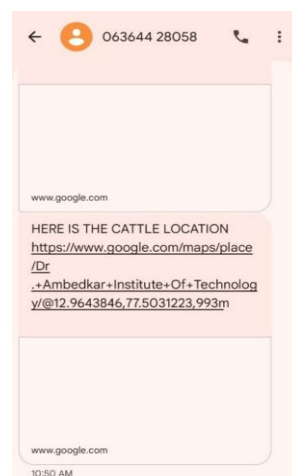 063644 28058
www.google.com
HERE IS THE CATTLE LOCATION
https://www.google.com/maps/place
/Dr
.+Ambedkar+Institute+Of+Technolog
y/@12.9643846,77.5031223,993m
www.google.com
10:50 AM